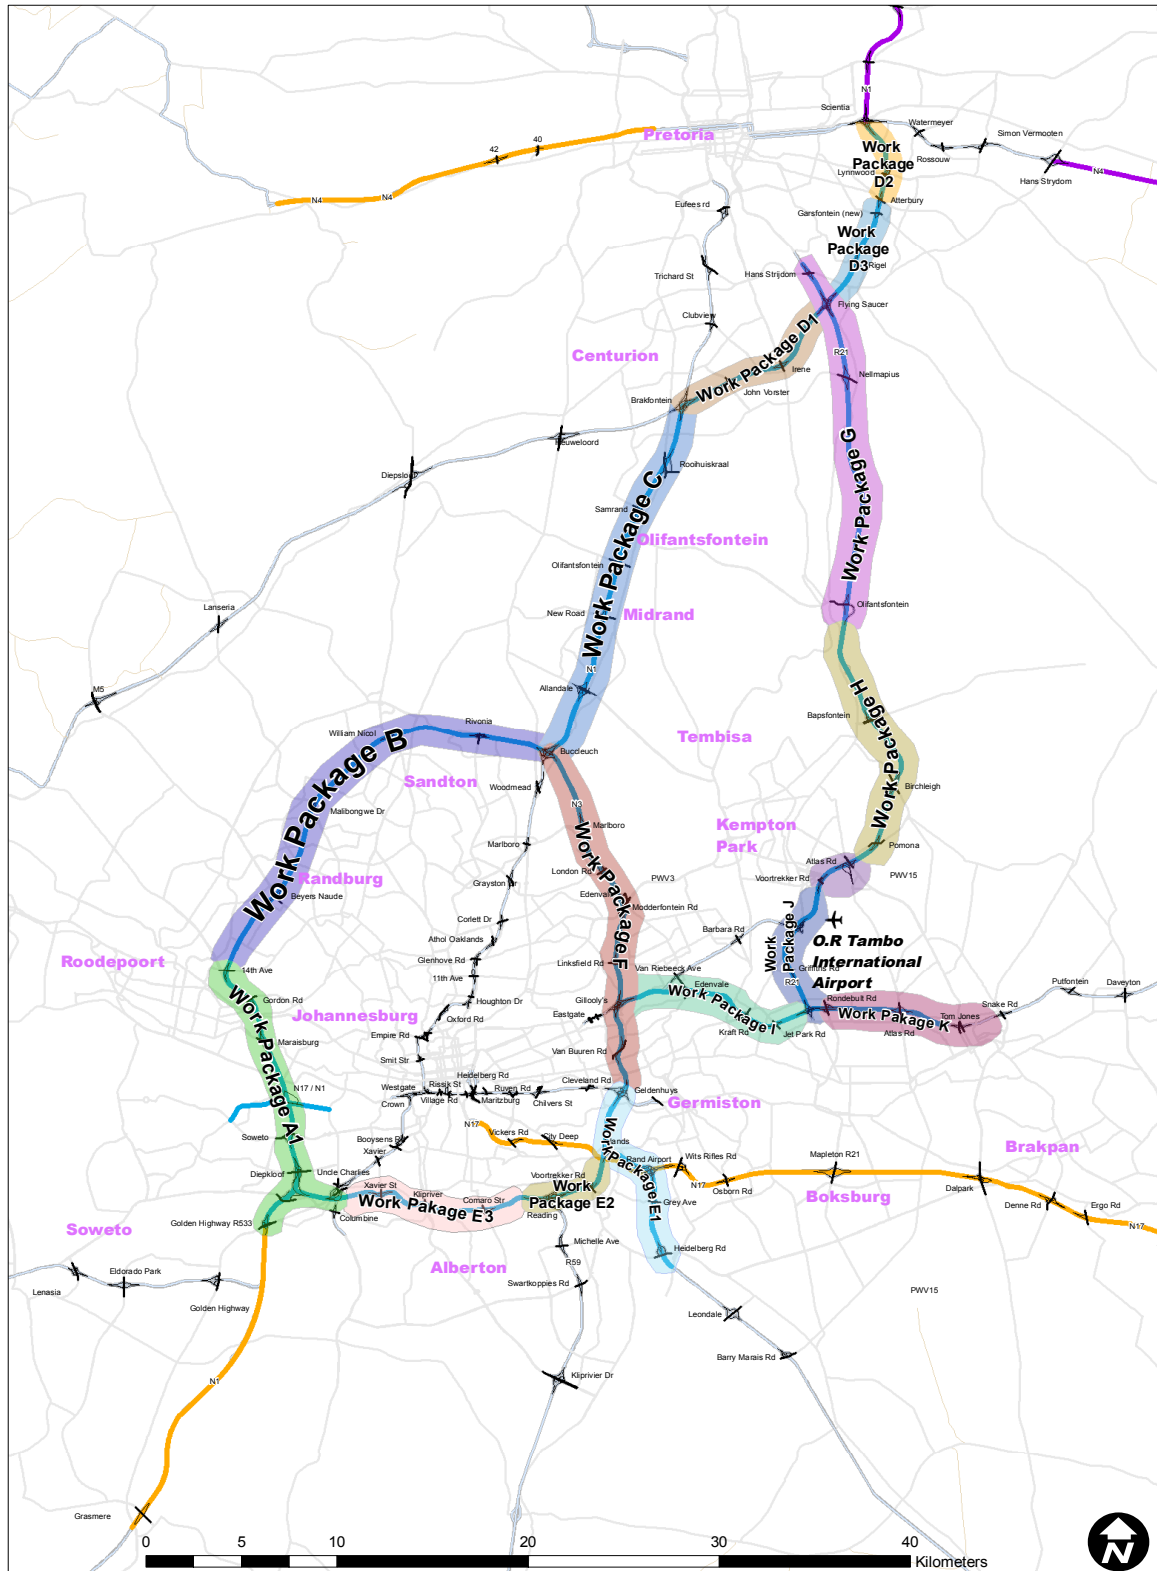 N1
Scientia
Watermeyer
Simon Vermooten
Pretoria
Rossouw
Work
Package
D2
Lynnwood
Hans Strydom
N4
42
40
N4
N4
Atterbury
Eufees rd
Garsfontein (new)
Work
Package
D3
Rigel
Trichard St
Hans Strijdom
Flying Saucer
Clubview
Centurion
Work Package D1
R21
Irene
Nellmapius
John Vorster
Brakfontein
Heuweloord
Diepsloot
Rooihuiskraal
Work Package G
Samrand
Work Package C
Olifantsfontein
Olifantsfontein
Olifantsfontein
New Road
Midrand
Lanseria
N1
Allandale
M5
Work Package H
Bapsfontein
Rivonia
William Nicol
Work Package B
Buccleuch
Tembisa
Sandton
Woodmead
Birchleigh
N3
Malibongwe Dr
Marlboro
Kempton
Park
Marlboro
Work Package F
Pomona
Atlas Rd
London Rd
PWV3
Voortrekker Rd
PWV15
Randburg
Grayston Dr
Edenvale
Beyers Naude
Modderfontein Rd
Corlett Dr
Work
Package J
Barbara Rd
Athol Oaklands
O.R Tambo
International
Airport
Roodepoort
Glenhove Rd
Linksfield Rd
14th Ave
Van Riebeeck Ave
Griffiths Rd
11th Ave
R21
Edenvale
Putfontein
Daveyton
Work Package A1
Gordon Rd
Houghton Dr
Gillooly's
Work Package I
Rondebult Rd
Snake Rd
Johannesburg
Oxford Rd
Eastgate
Work Pakage K
Tom Jones
Empire Rd
Kraft Rd
Jet Park Rd
Atlas Rd
Maraisburg
Smit Str
Van Buuren Rd
Heidelberg Rd
Cleveland Rd
N17 / N1
Westgate
Rissik St
Ruven Rd
Geldenhuys
Crown
Village Rd
Maritzburg
Chilvers St
Germiston
N17
Vickers Rd
City Deep
Soweto
Booysens Rd
Work Package E1
Brakpan
Xavier
Rand Airport
Wits Rifles Rd
Mapleton R21
Diepkloof
Uncle Charlies
Voortrekker Rd
N17
Osborn Rd
Dalpark
Xavier St
Klipriver
Comaro Str
Work
Package E2
Grey Ave
Boksburg
Denne Rd
Work Pakage E3
Ergo Rd
Columbine
Reading
Golden Highway R533
Soweto
N17
Michelle Ave
Heidelberg Rd
R59
Alberton
Eldorado Park
Swartkoppies Rd
Lenasia
PWV15
Golden Highway
Leondale
Barry Marais Rd
N1
Kliprivier Dr
Grasmere
0
5
10
20
30
40
Kilometers
N